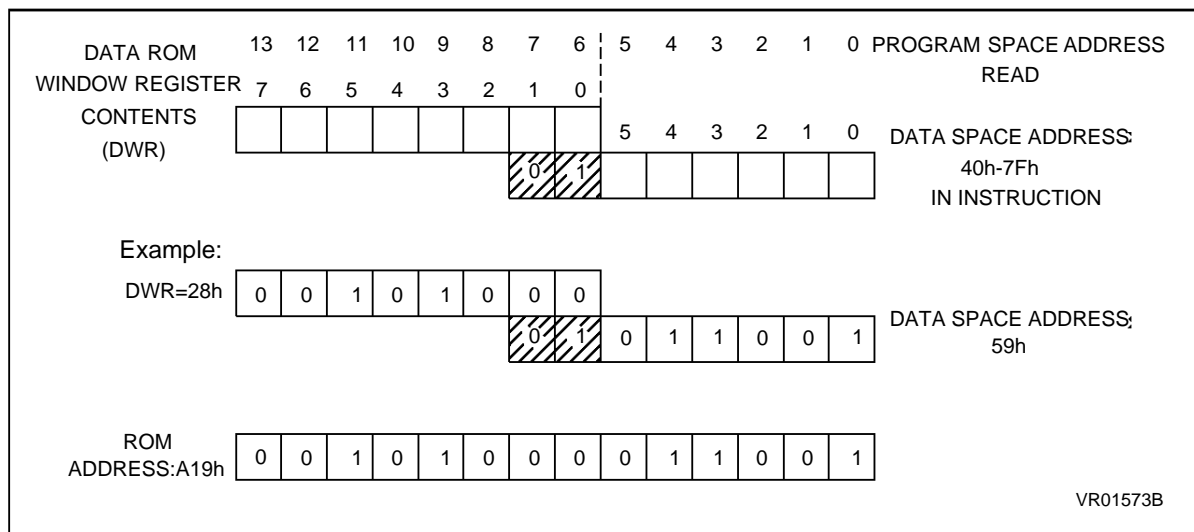 DATA ROM 13 12 11 10 9 8 7 6 5 4 3 2 1 0 PROGRAM SPACE ADDRESS
WINDOW REGISTER 7 6 5 4 3 2 1 0 READ
CONTENTS
(DWR)
5 4 3 2 1 0 DATA SPACE ADDRESS:
0 1 40h-7Fh
IN INSTRUCTION
Example:
DWR=28h 0 0 1 0 1 0 0 0
0 1 0 1 1 0 0 1 DATA SPACE ADDRESS:
59h
ROM
ADDRESS:A19h 0 0 1 0 1 0 0 0 0 1 1 0 0 1
VR01573B